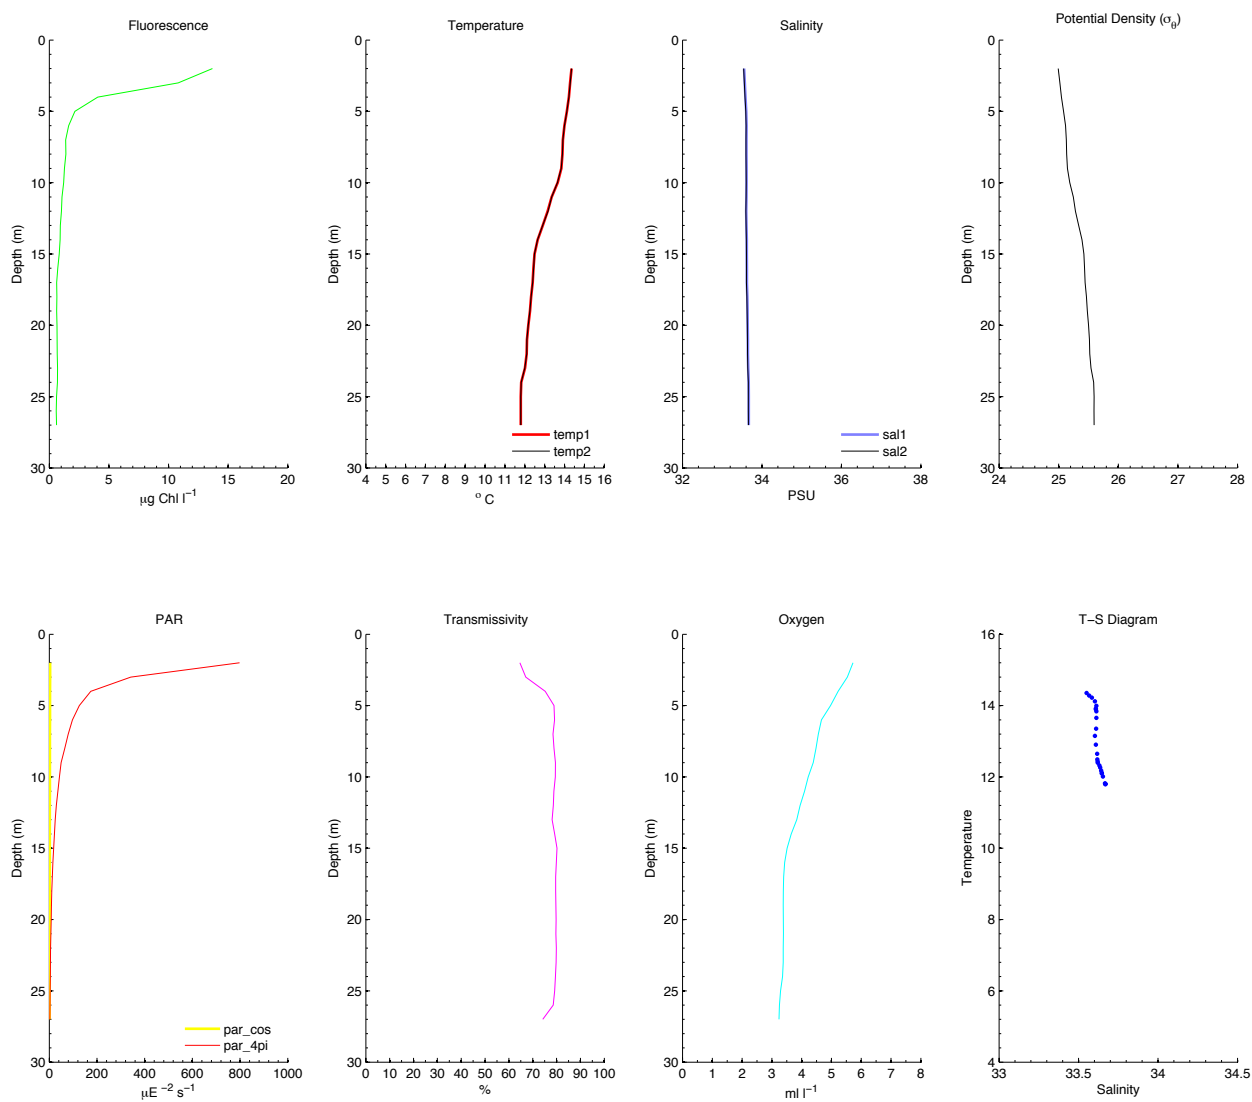 Fluorescence
0
5
10
15
20
25
30
Depth (m)
0 5 10 15 20
μg Chl l⁻¹
Temperature
0
5
10
15
20
25
30
Depth (m)
temp1
temp2
4 5 6 7 8 9 10 11 12 13 14 15 16
° C
Salinity
0
5
10
15
20
25
30
Depth (m)
sal1
sal2
32 34 36 38
PSU
Potential Density (σθ)
0
5
10
15
20
25
30
Depth (m)
24 25 26 27 28
PAR
0
5
10
15
20
25
30
Depth (m)
par_cos
par_4pi
0 200 400 600 800 1000
μE ⁻² s⁻¹
Transmissivity
0
5
10
15
20
25
30
Depth (m)
0 10 20 30 40 50 60 70 80 90 100
%
Oxygen
0
5
10
15
20
25
30
Depth (m)
0 1 2 3 4 5 6 7 8
ml l⁻¹
T−S Diagram
16
14
12
10
8
6
4
Temperature
33 33.5 34 34.5
Salinity